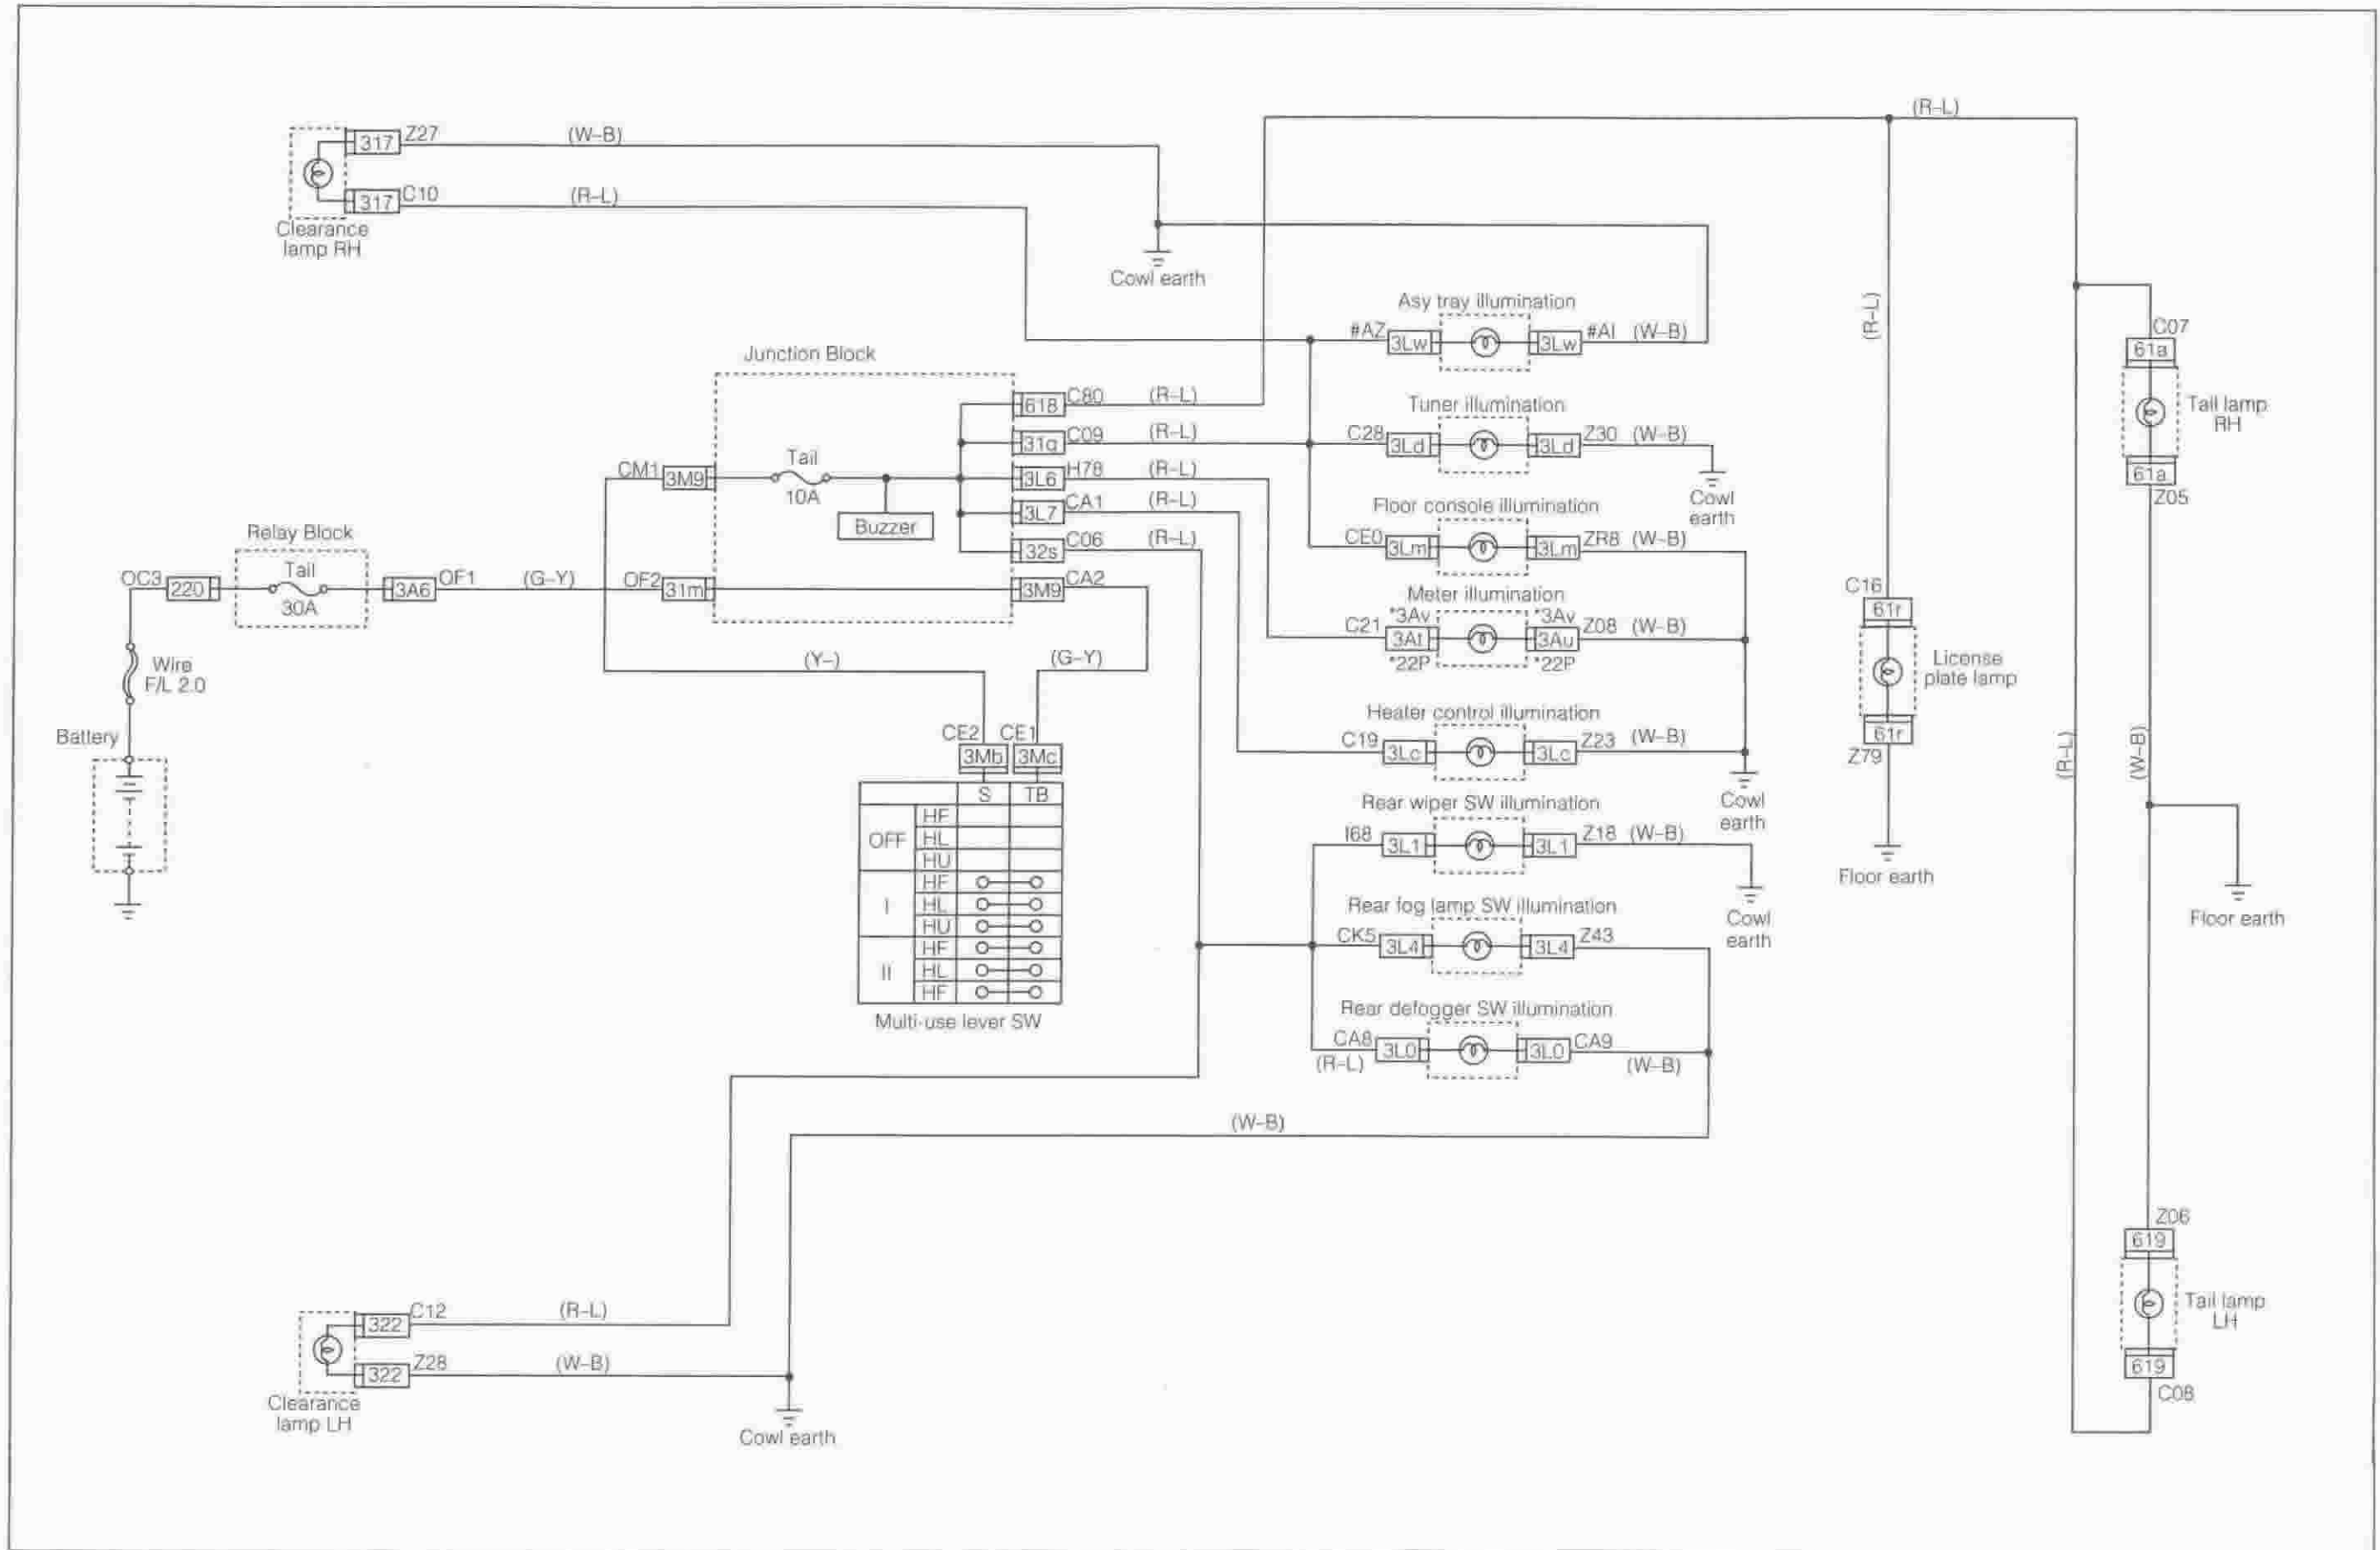 (R–L)
317 Z27 (W–B)
317 C10 (R–L)
Clearance
lamp RH
Cowl earth
Asy tray illumination
#AZ 3Lw 3Lw #AI (W–B)
(R–L)
C07
61a
Tail lamp
RH
61a
Z05
Junction Block
618 C80 (R–L)
Tuner illumination
31q C09 (R–L)
C28 3Ld 3Ld Z30 (W–B)
Cowl
earth
CM1 3M9 Tail
10A
3L6 H78 (R–L)
Buzzer
3L7 CA1 (R–L)
Floor console illumination
CE0 3Lm 3Lm ZR8 (W–B)
32s C06 (R–L)
Relay Block
OC3 220 Tail
30A
3A6 OF1 (G–Y) OF2 31m
3M9 CA2
Meter illumination
*3Av *3Av
C21 3At 3Au Z08 (W–B)
*22P *22P
C16
61r
License
plate lamp
61r
Z79
Floor earth
Wire
F/L 2.0
(Y–) (G–Y)
Battery
CE2 CE1
3Mb 3Mc
Heater control illumination
C19 3Lc 3Lc Z23 (W–B)
Cowl
earth
(R–L) (W–B)
S TB
OFF HF
HL
HU
I HF
HL
HU
II HF
HL
HF
Multi-use lever SW
Rear wiper SW illumination
I68 3L1 3L1 Z18 (W–B)
Cowl
earth
Floor earth
Rear fog lamp SW illumination
CK5 3L4 3L4 Z43
Rear defogger SW illumination
CA8 3L0 3L0 CA9
(R–L) (W–B)
(W–B)
Z06
619
Tail lamp
LH
619
C08
322 C12 (R–L)
322 Z28 (W–B)
Clearance
lamp LH
Cowl earth